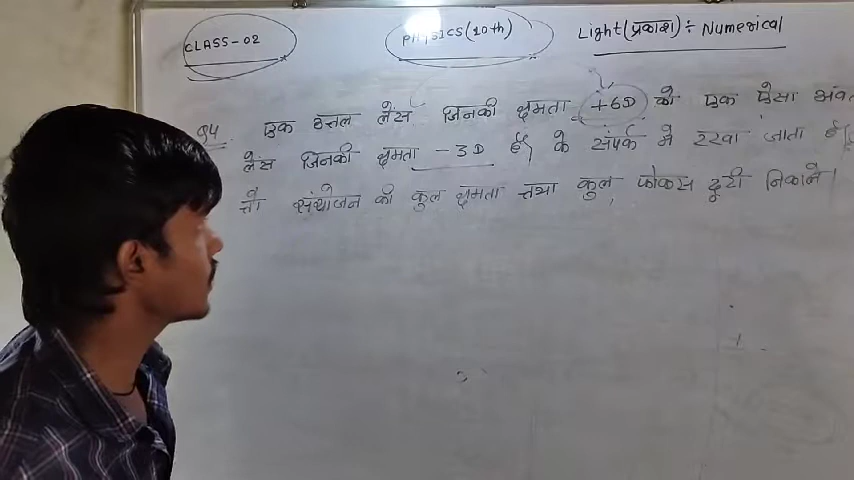 CLASS-02
PHYSICS(10th)
Light(प्रकाश)÷ Numerical
Q4. एक उत्तल लेंस जिनकी क्षमता +6D को एक ऐसा
लेंस जिनकी क्षमता -3D है के संपर्क में रखा जाता है
तो संयोजन की कुल क्षमता तथा कुल फोकस दूरी निकाले।